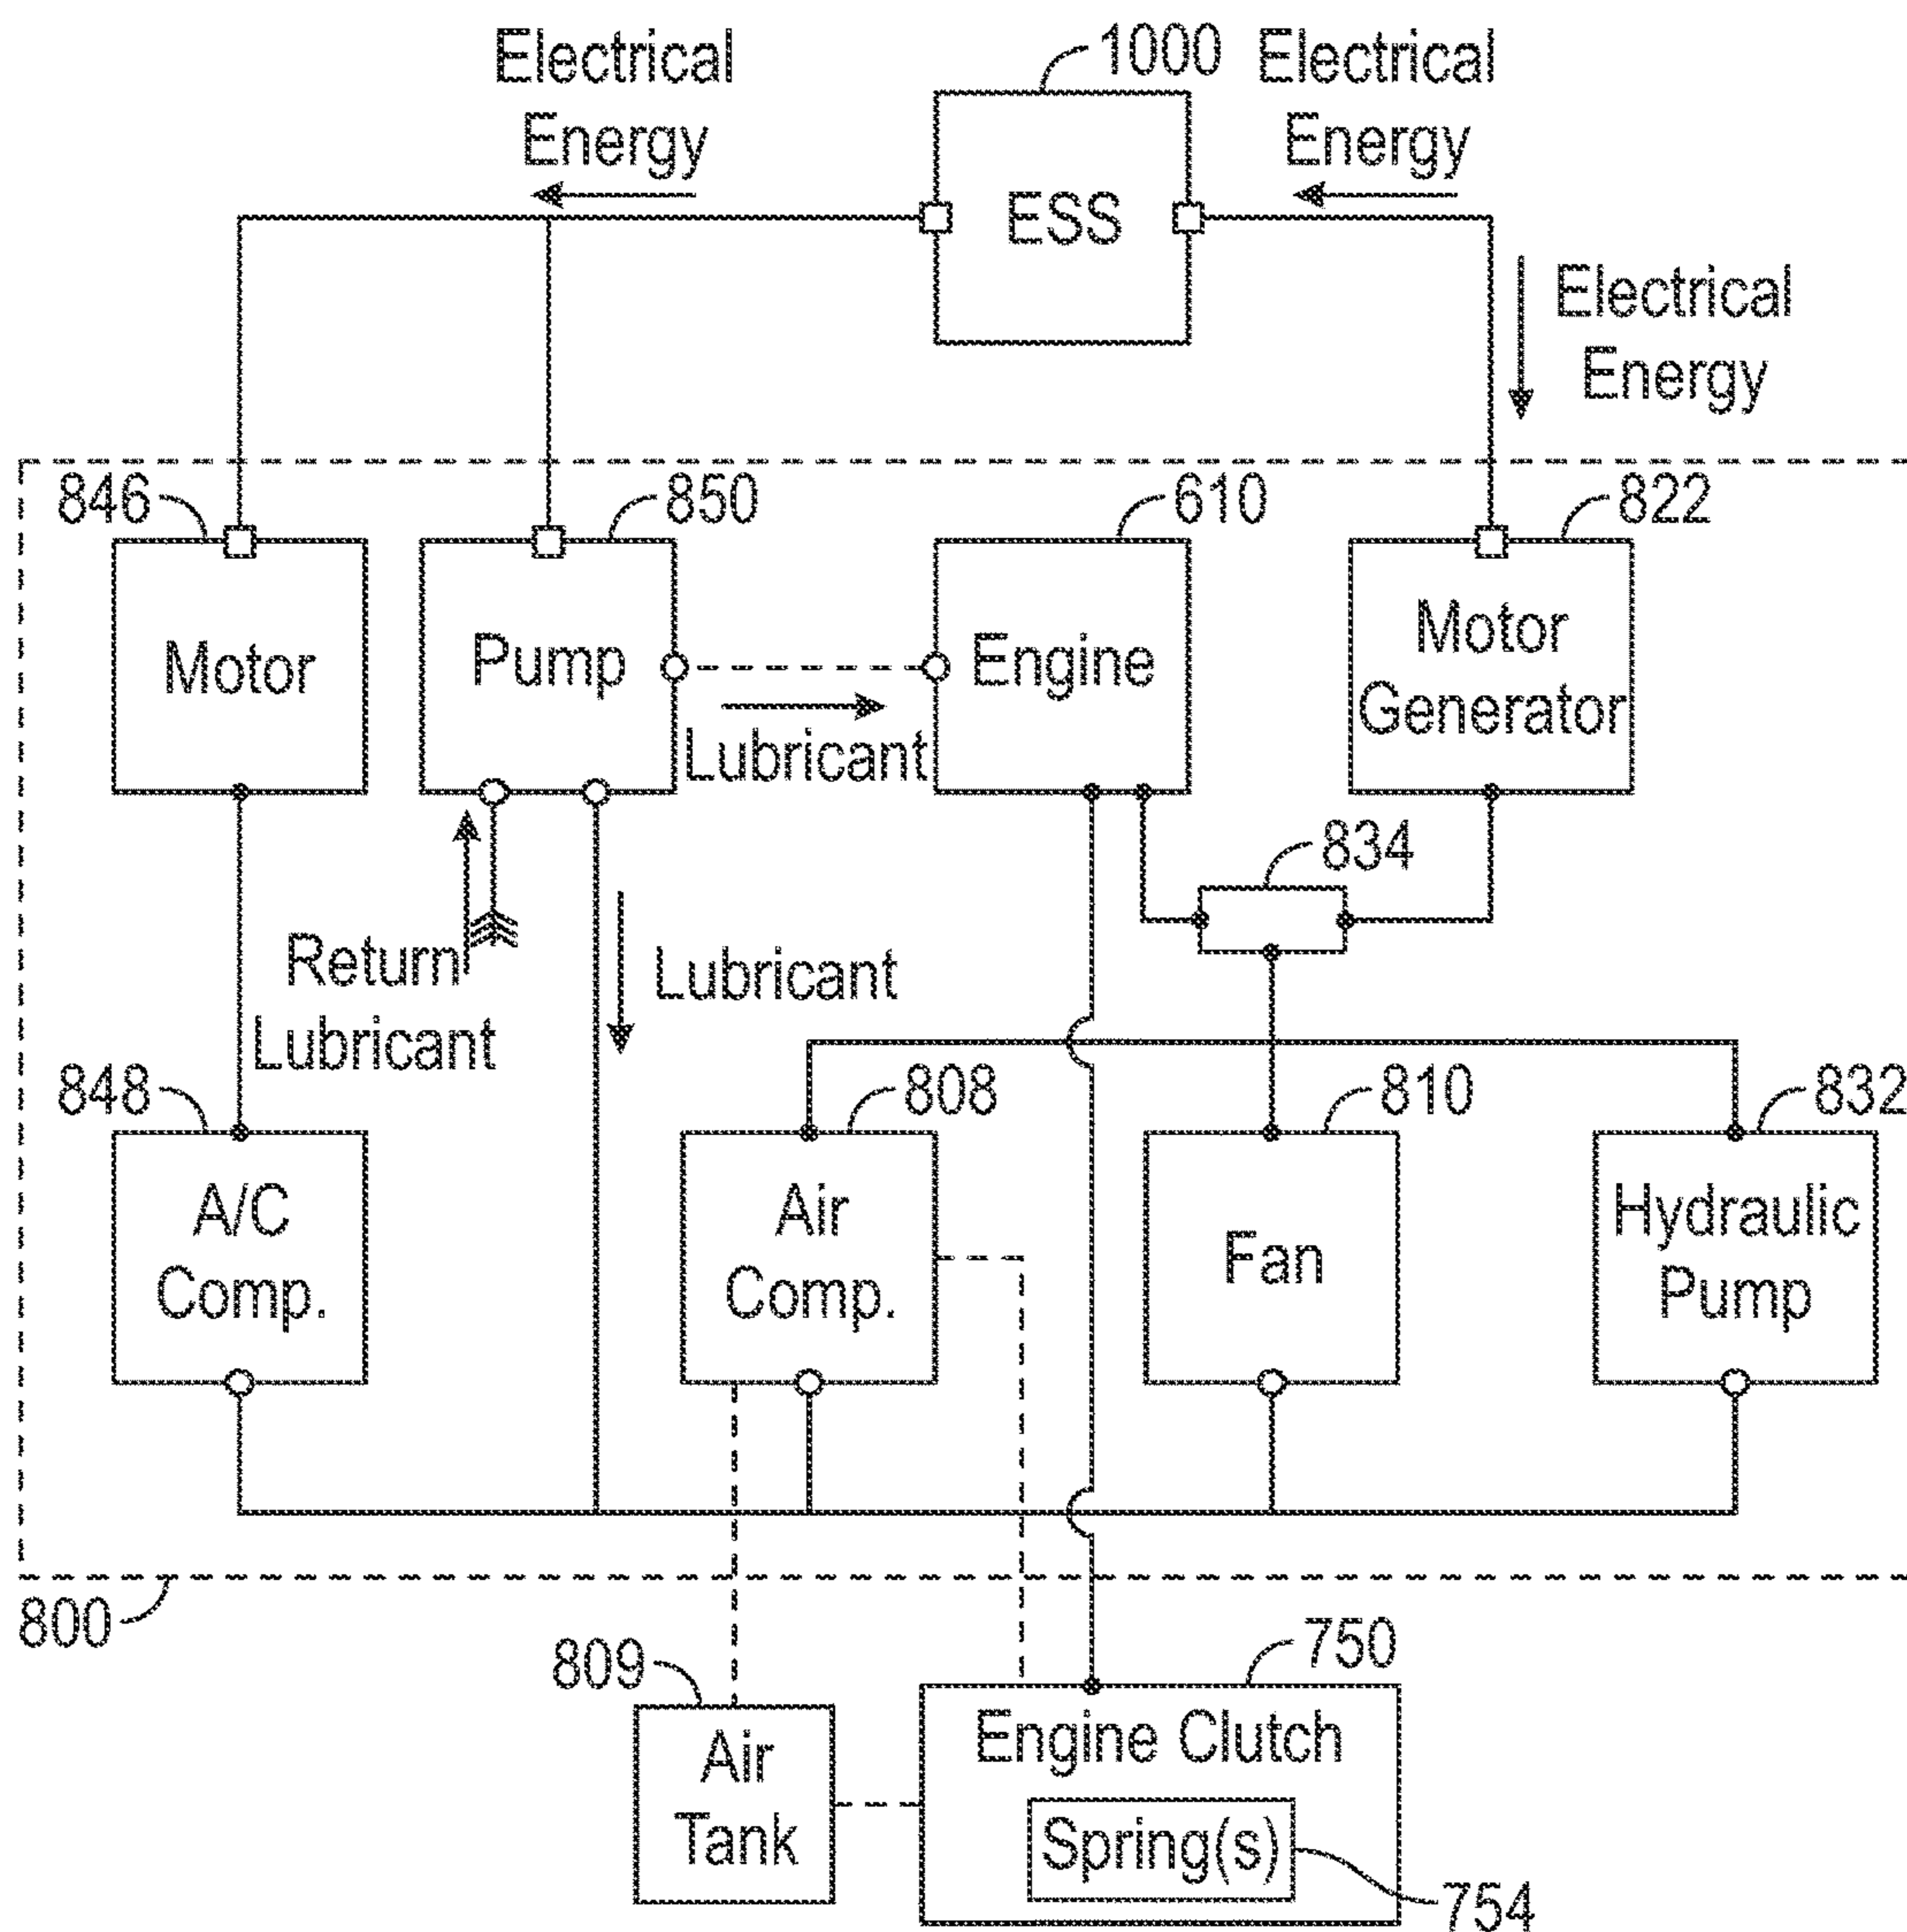 Electrical
Energy
1000
Electrical
Energy
ESS
Electrical
Energy
846
850
610
822
Motor
Pump
Engine
Motor
Generator
Lubricant
834
Return
Lubricant
Lubricant
848
808
810
832
A/C
Comp.
Air
Comp.
Fan
Hydraulic
Pump
800
809
750
Air
Tank
Engine Clutch
Spring(s)
754